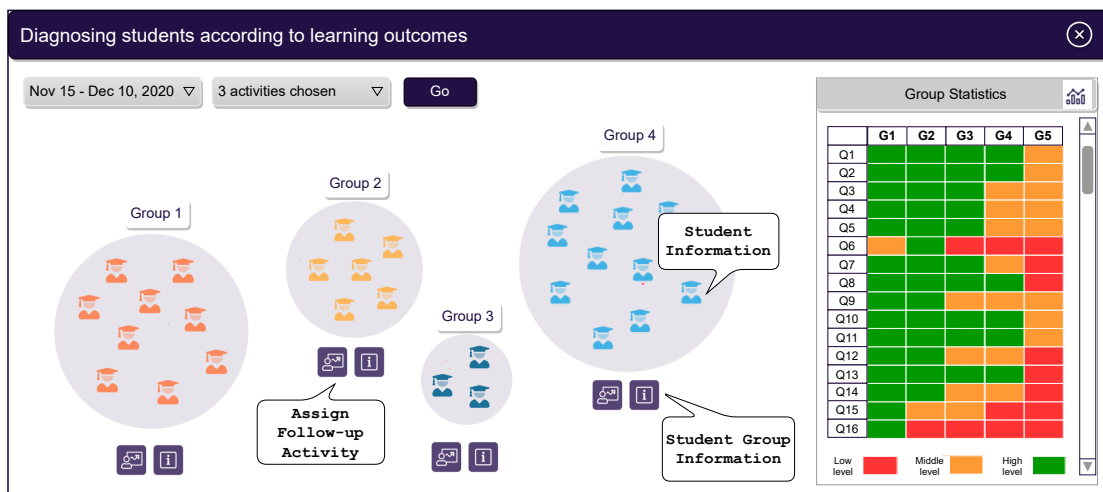 Diagnosing students according to learning outcomes
Nov 15 - Dec 10, 2020
3 activities chosen
Go
Group 1
Group 2
Group 3
Group 4
Student
Information
Assign
Follow-up
Activity
Student Group
Information
Group Statistics
G1 G2 G3 G4 G5
Q1
Q2
Q3
Q4
Q5
Q6
Q7
Q8
Q9
Q10
Q11
Q12
Q13
Q14
Q15
Q16
Low
level
Middle
level
High
level